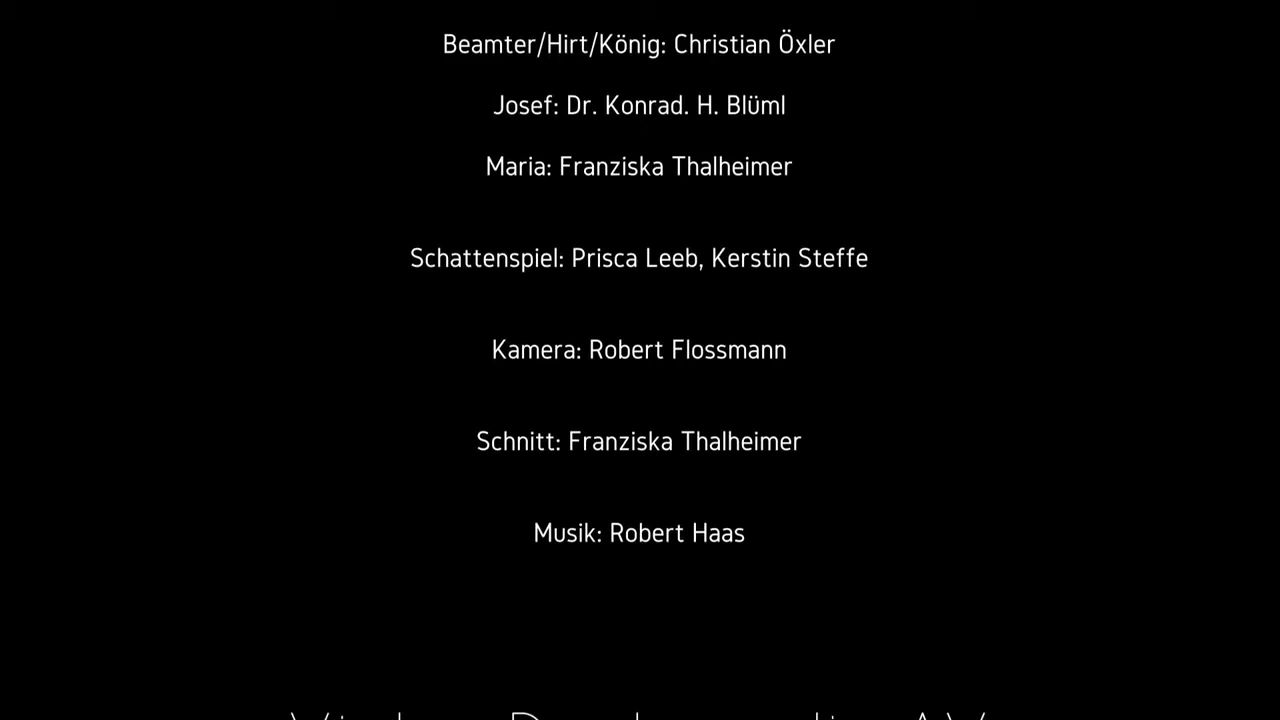 Beamter/Hirt/König: Christian Öxler
Josef: Dr. Konrad. H. Blüml
Maria: Franziska Thalheimer
Schattenspiel: Prisca Leeb, Kerstin Steffe
Kamera: Robert Flossmann
Schnitt: Franziska Thalheimer
Musik: Robert Haas